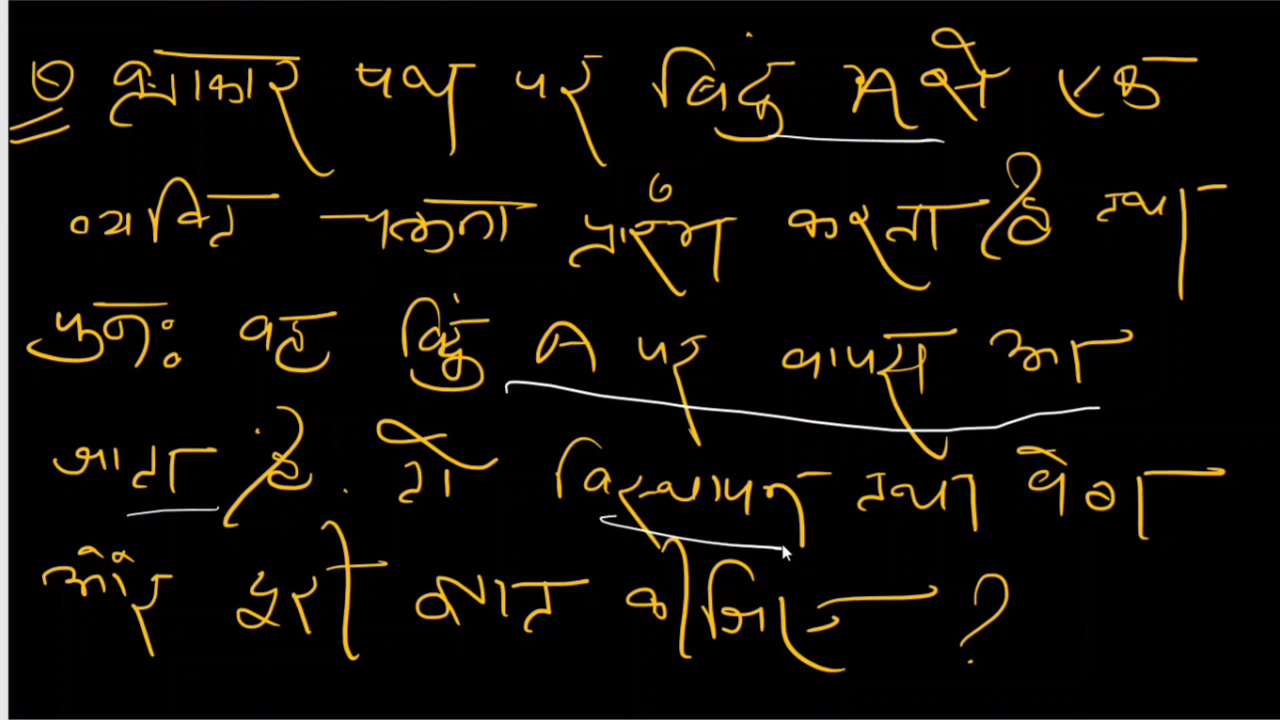 वृत्ताकार पथ पर बिंदु A से एक
व्यक्ति चलना प्रारंभ करता है तथा
पुनः वह बिंदु A पर वापस आ
जाता है. तो विस्थापन तथा वेग
और दूरी ज्ञात कीजिए ?